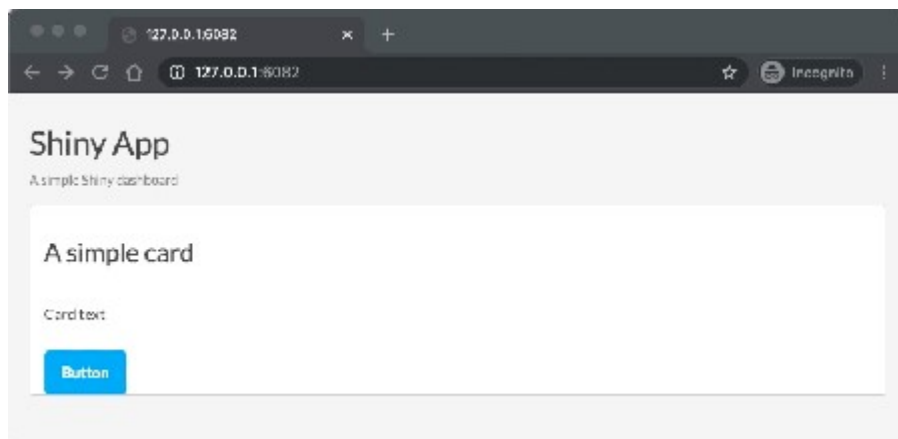 127.0.0.1:6082
127.0.0.1:6082
Incognito
Shiny App
A simple Shiny dashboard
A simple card
Card text
Button